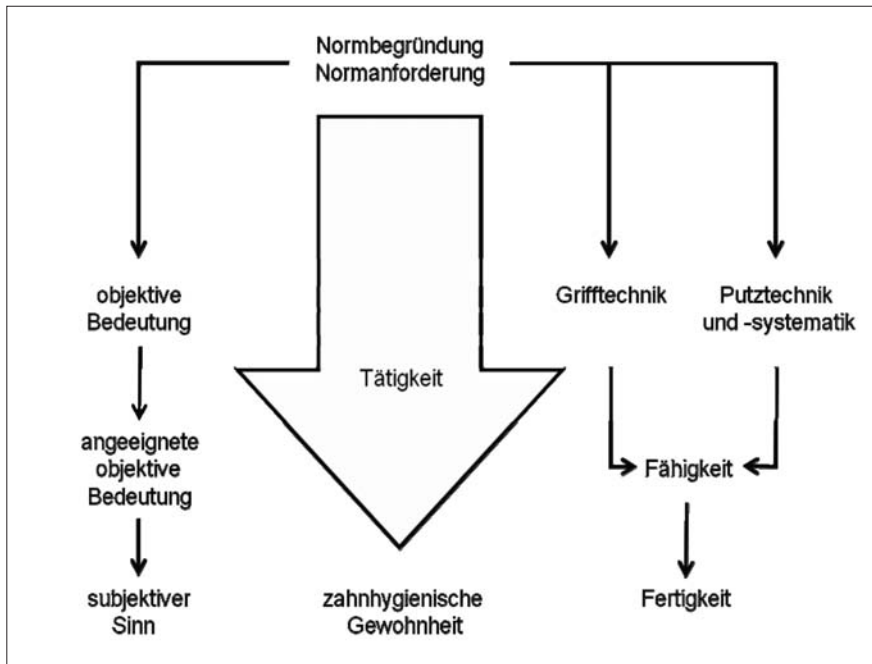 Normbegründung
Normanforderung
objektive
Bedeutung
Grifftechnik
Putztechnik
und -systematik
Tätigkeit
angeeignete
objektive
Bedeutung
Fähigkeit
subjektiver
Sinn
zahnhygienische
Gewohnheit
Fertigkeit